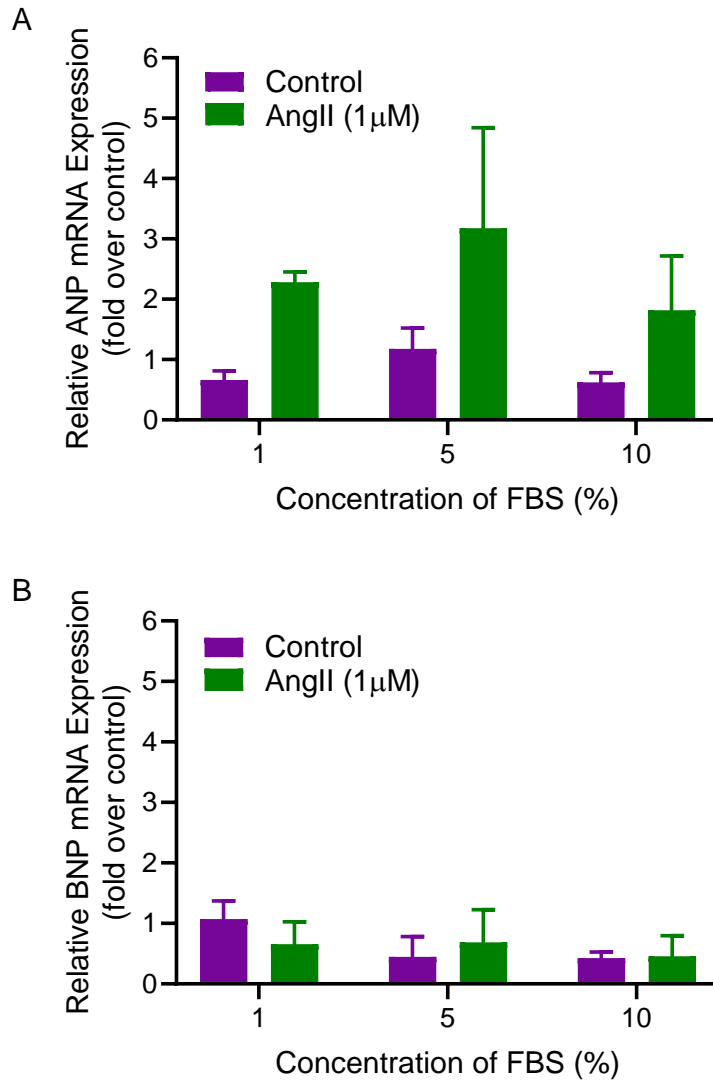 A
Relative ANP mRNA Expression
(fold over control)
6
5
4
3
2
1
0
Control
AngII (1μM)
1 5 10
Concentration of FBS (%)
B
Relative BNP mRNA Expression
(fold over control)
6
5
4
3
2
1
0
Control
AngII (1μM)
1 5 10
Concentration of FBS (%)